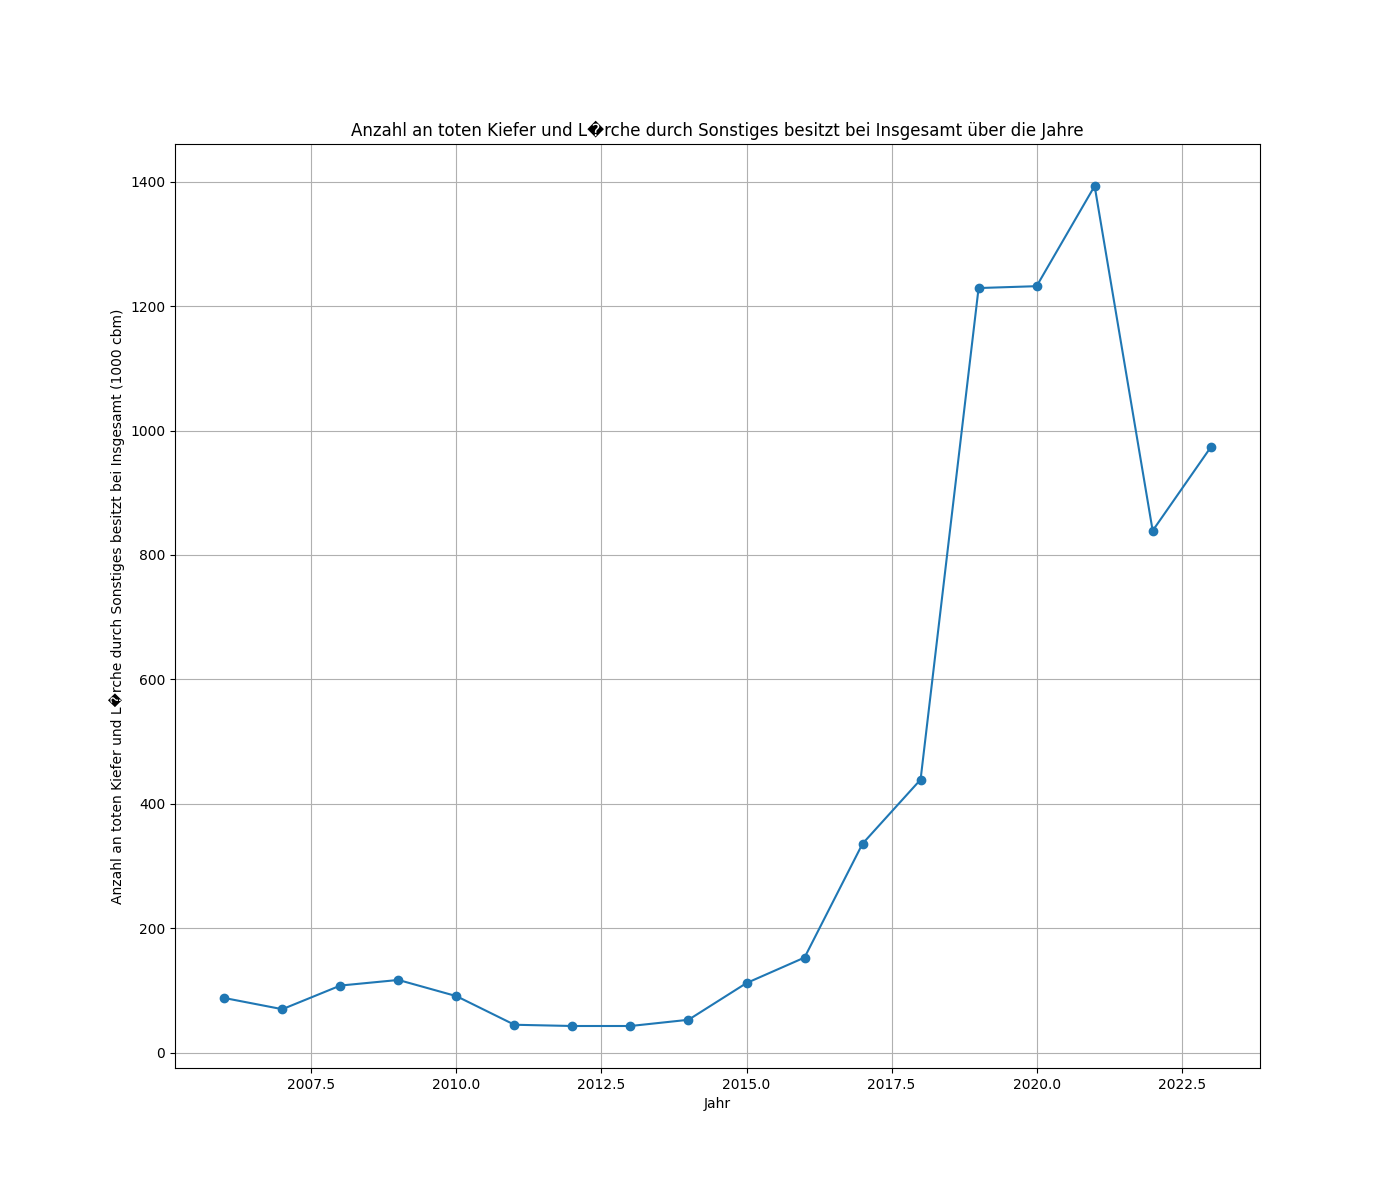 Anzahl an toten Kiefer und L�rche durch Sonstiges besitzt bei Insgesamt über die Jahre
Anzahl an toten Kiefer und L�rche durch Sonstiges besitzt bei Insgesamt (1000 cbm)
1400
1200
1000
800
600
400
200
0
2007.5 2010.0 2012.5 2015.0 2017.5 2020.0 2022.5
Jahr